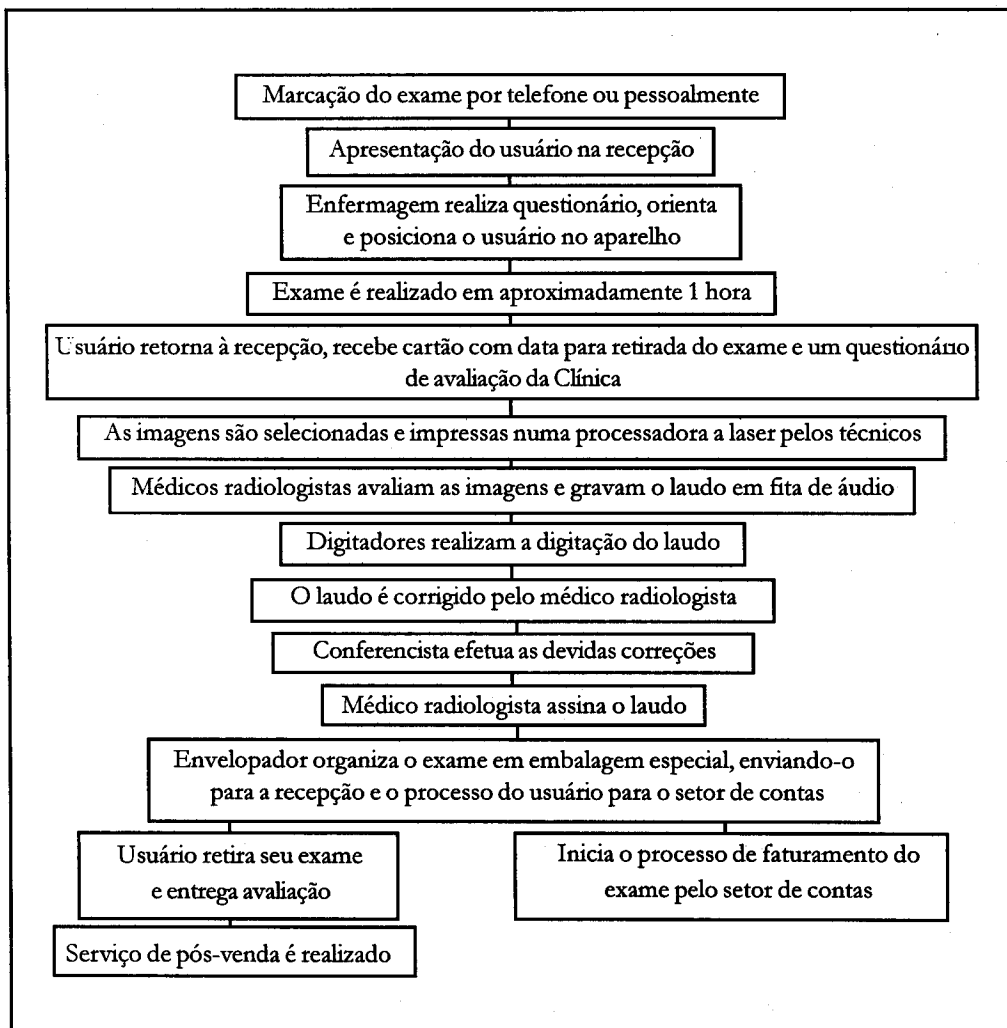 Marcação do exame por telefone ou pessoalmente
Apresentação do usuário na recepção
Enfermagem realiza questionário, orienta
e posiciona o usuário no aparelho
Exame é realizado em aproximadamente 1 hora
Usuário retorna à recepção, recebe cartão com data para retirada do exame e um questionário
de avaliação da Clínica
As imagens são selecionadas e impressas numa processadora a laser pelos técnicos
Médicos radiologistas avaliam as imagens e gravam o laudo em fita de áudio
Digitadores realizam a digitação do laudo
O laudo é corrigido pelo médico radiologista
Conferencista efetua as devidas correções
Médico radiologista assina o laudo
Envelopador organiza o exame em embalagem especial, enviando-o
para a recepção e o processo do usuário para o setor de contas
Usuário retira seu exame
e entrega avaliação
Inicia o processo de faturamento do
exame pelo setor de contas
Serviço de pós-venda é realizado